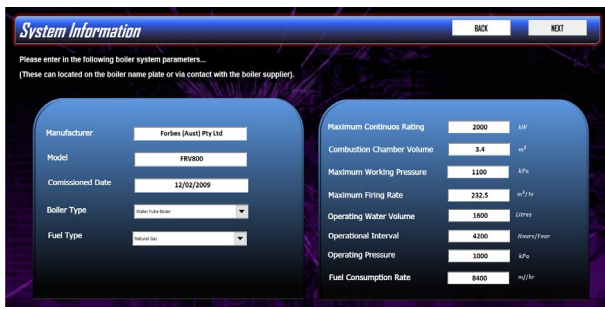 System Information
BACK
NEXT
Please enter in the following boiler system parameters...
(These can located on the boiler name plate or via contact with the boiler supplier).
Manufacturer Forbes (Aust) Pty Ltd
Model FRV800
Comissioned Date 12/02/2009
Boiler Type Water Tube Boiler
Fuel Type Natural Gas
Maximum Continuos Rating 2000 kW
Combustion Chamber Volume 3.4 m³
Maximum Working Pressure 1100 kPa
Maximum Firing Rate 232.5 m³/hr
Operating Water Volume 1600 Litres
Operational Interval 4200 Hours/Year
Operating Pressure 1000 kPa
Fuel Consumption Rate 8400 mJ/hr